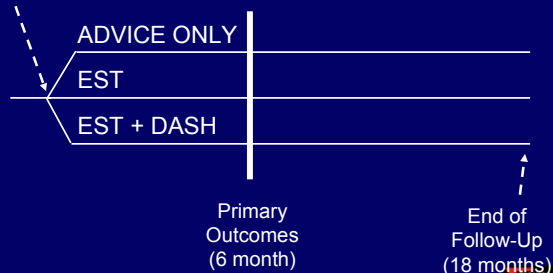 ADVICE ONLY
EST
EST + DASH
Primary
Outcomes
(6 month)
End of
Follow-Up
(18 months)